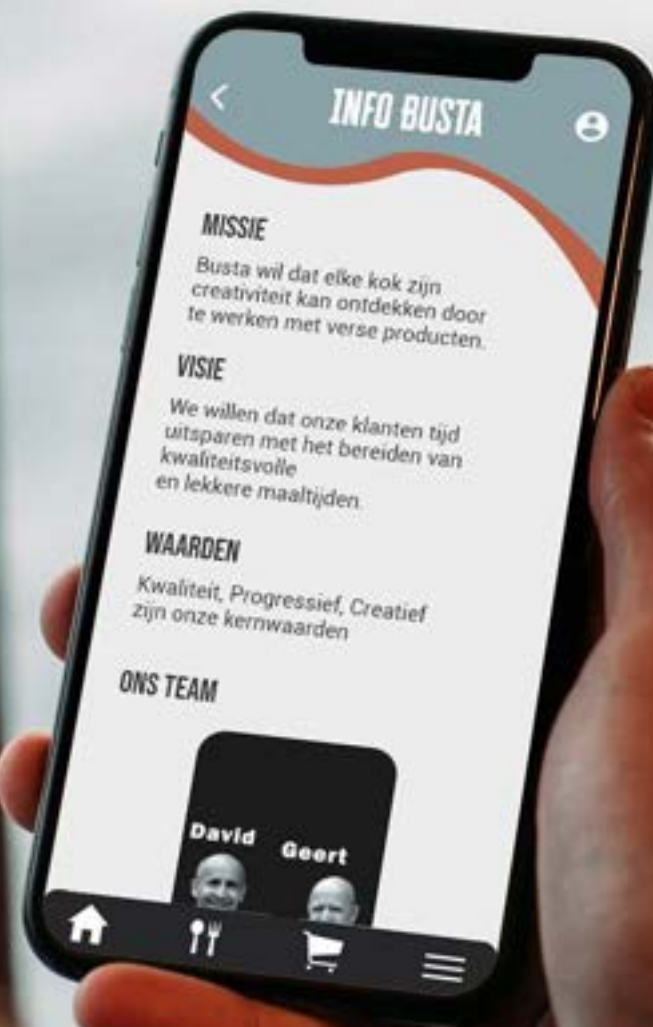 INFO BUSTA
MISSIE
Busta wil dat elke kok zijn
creativiteit kan ontdekken door
te werken met verse producten.
VISIE
We willen dat onze klanten tijd
uitsparen met het bereiden van
kwaliteitsvolle
en lekkere maaltijden.
WAARDEN
Kwaliteit, Progressief, Creatief
zijn onze kernwaarden
ONS TEAM
David Geert